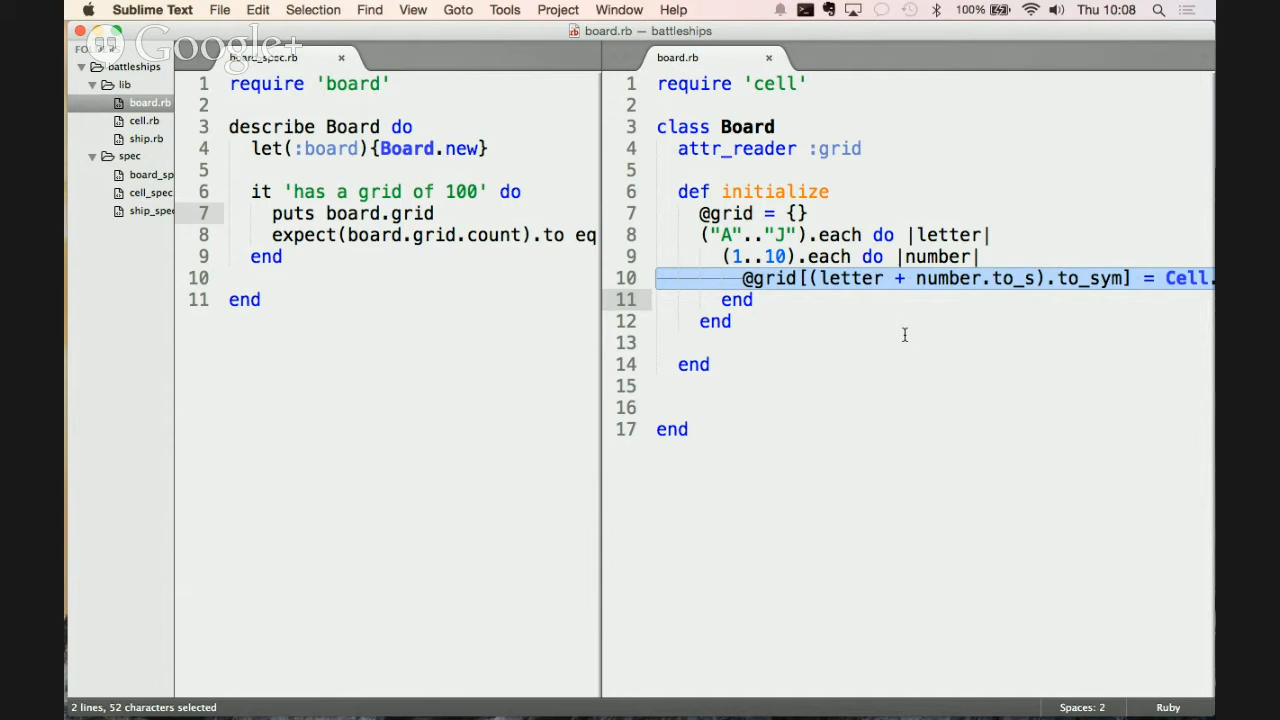 Sublime Text File Edit Selection Find View Goto Tools Project Window Help 100% Thu 10:08
board.rb — battleships
Google+
FO
battleships
lib
board.rb
cell.rb
ship.rb
spec
board_sp
cell_spec
ship_spec
board_spec.rb
1 require 'board'
2
3 describe Board do
4 let(:board){Board.new}
5
6 it 'has a grid of 100' do
7 puts board.grid
8 expect(board.grid.count).to eq
9 end
10
11 end
board.rb
1 require 'cell'
2
3 class Board
4 attr_reader :grid
5
6 def initialize
7 @grid = {}
8 ("A".."J").each do |letter|
9 (1..10).each do |number|
10 @grid[(letter + number.to_s).to_sym] = Cell.
11 end
12 end
13
14 end
15
16
17 end
2 lines, 52 characters selected
Spaces: 2
Ruby